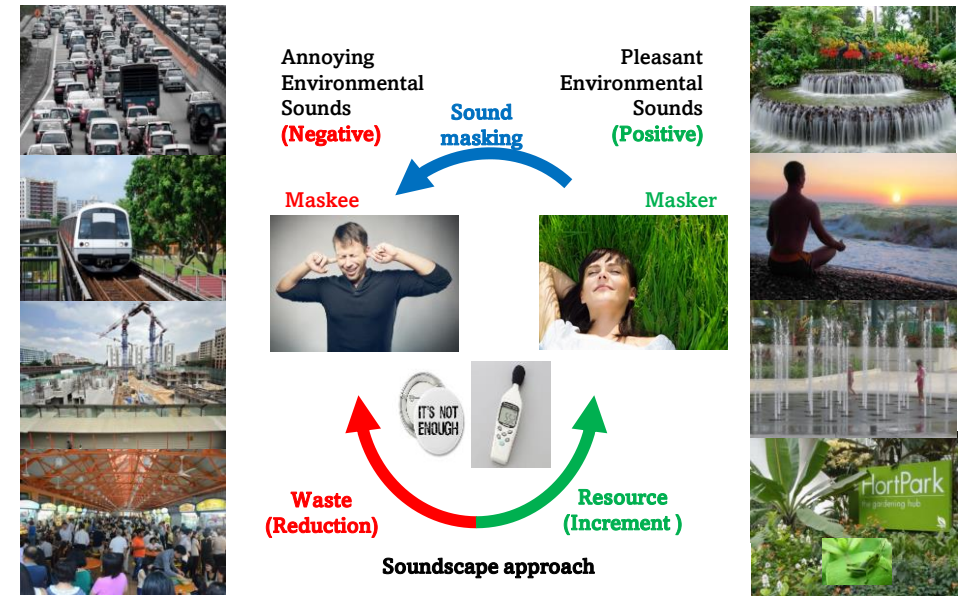 Annoying
Environmental
Sounds
(Negative)
Pleasant
Environmental
Sounds
(Positive)
Sound
masking
Maskee
Masker
IT'S NOT
ENOUGH
Waste
(Reduction)
Resource
(Increment )
Soundscape approach
HortPark
the gardening hub